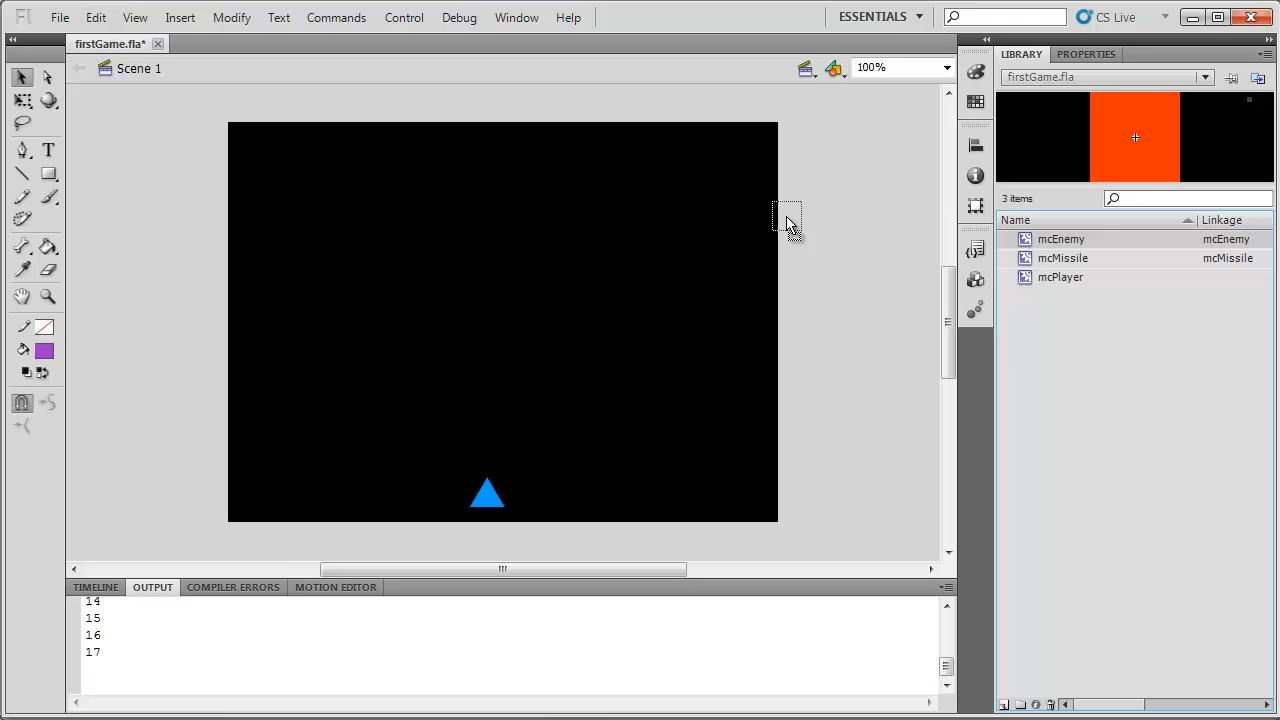 Fl File Edit View Insert Modify Text Commands Control Debug Window Help ESSENTIALS CS Live
firstGame.fla*
Scene 1 100%
LIBRARY PROPERTIES
firstGame.fla
3 items
Name Linkage
mcEnemy mcEnemy
mcMissile mcMissile
mcPlayer
T
TIMELINE OUTPUT COMPILER ERRORS MOTION EDITOR
14
15
16
17